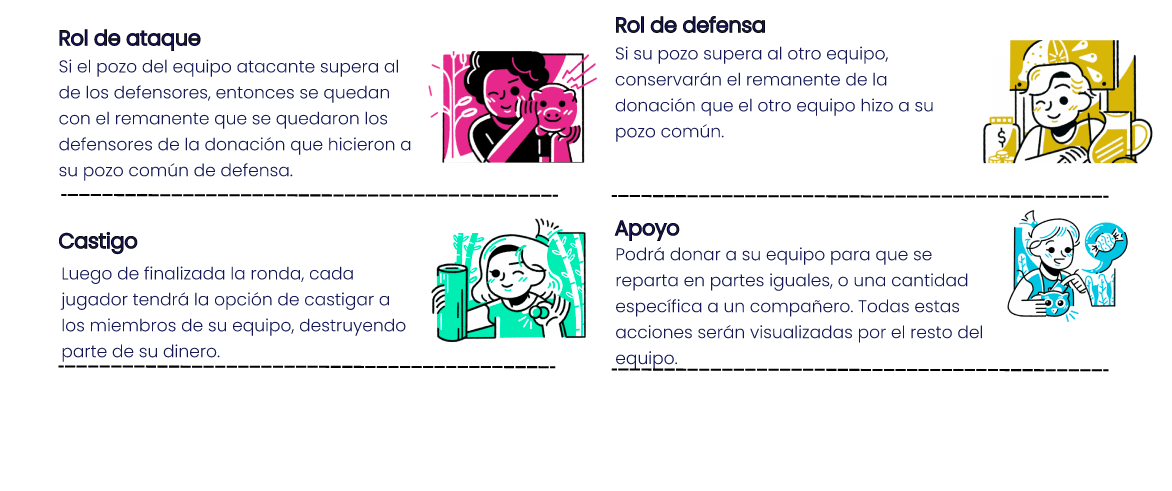 Rol de ataque
Si el pozo del equipo atacante supera al
de los defensores, entonces se quedan
con el remanente que se quedaron los
defensores de la donación que hicieron a
su pozo común de defensa.
Rol de defensa
Si su pozo supera al otro equipo,
conservarán el remanente de la
donación que el otro equipo hizo a su
pozo común.
$
Castigo
Luego de finalizada la ronda, cada
jugador tendrá la opción de castigar a
los miembros de su equipo, destruyendo
parte de su dinero.
Apoyo
Podrá donar a su equipo para que se
reparta en partes iguales, o una cantidad
específica a un compañero. Todas estas
acciones serán visualizadas por el resto del
equipo.